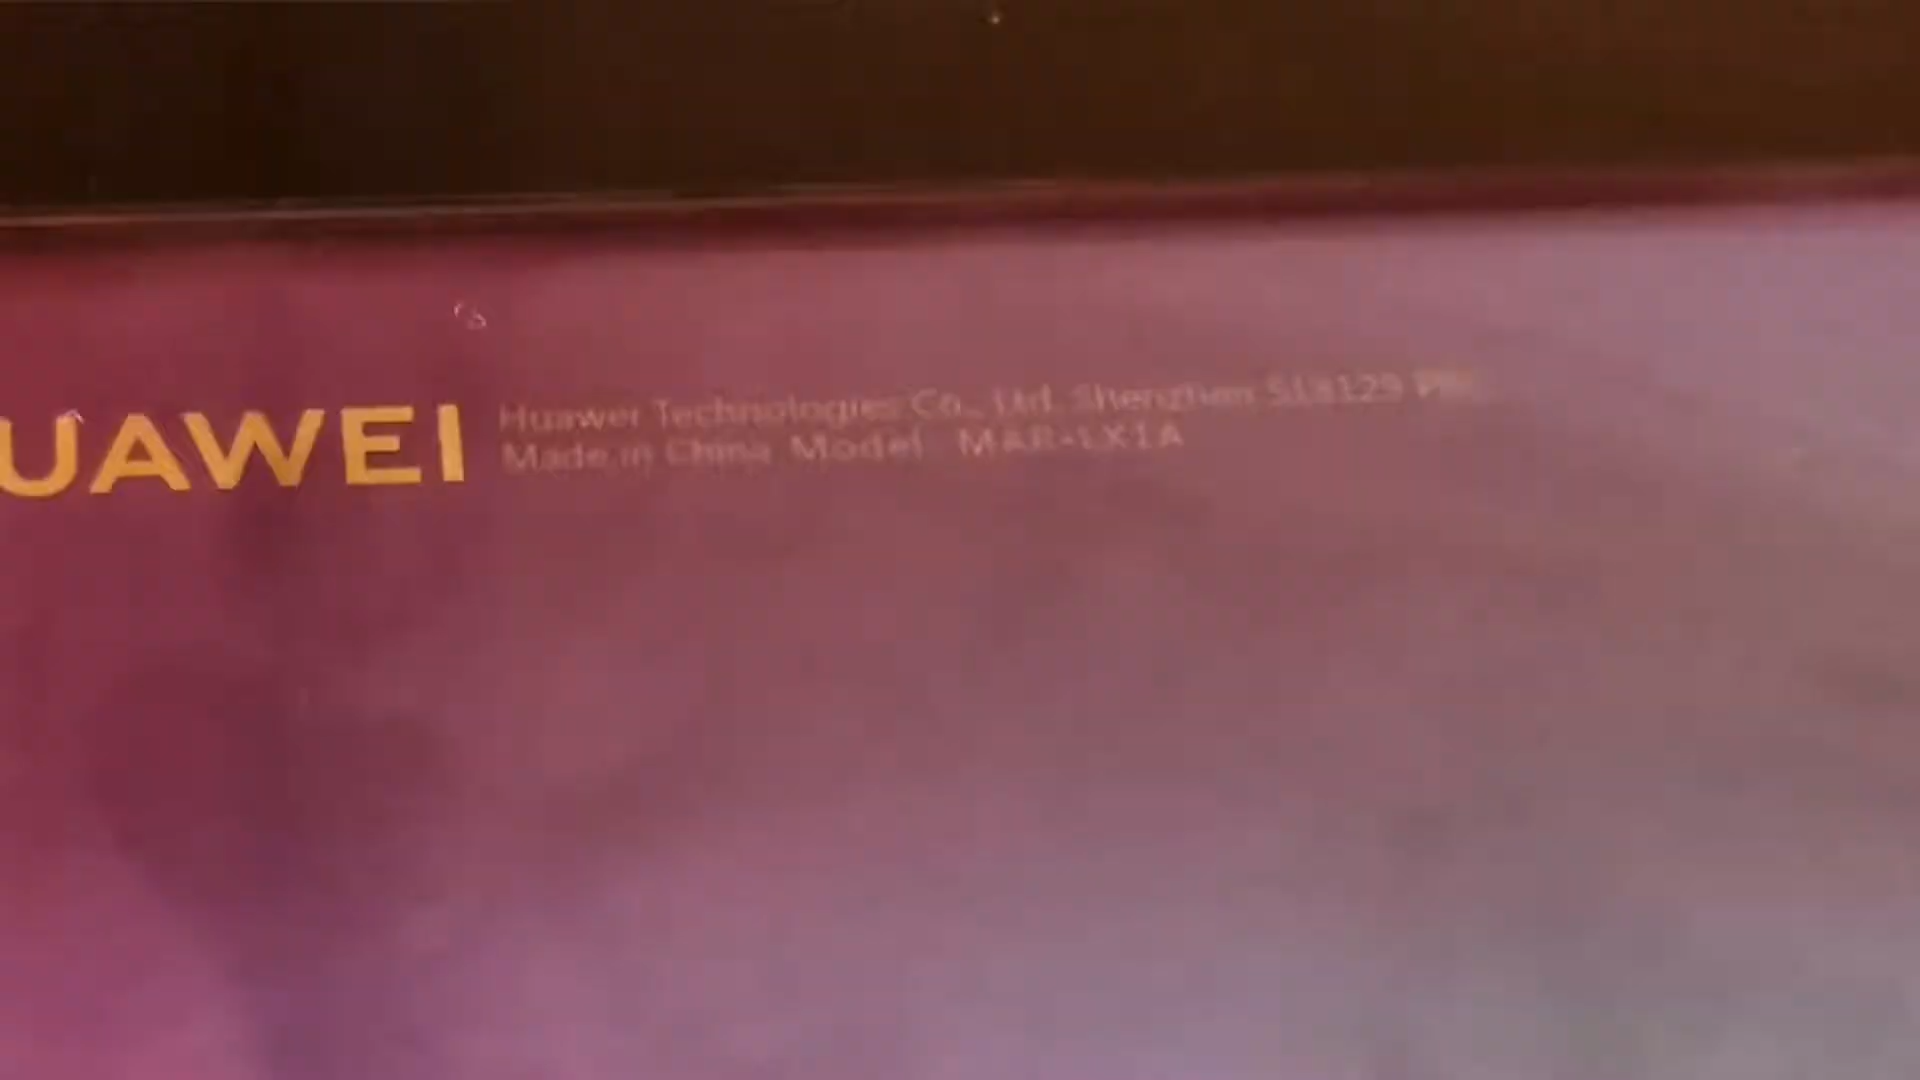 UAWEI
Huawei Technologies Co., Ltd. Shenzhen 518129
Made in China Model: MAR-LX1A